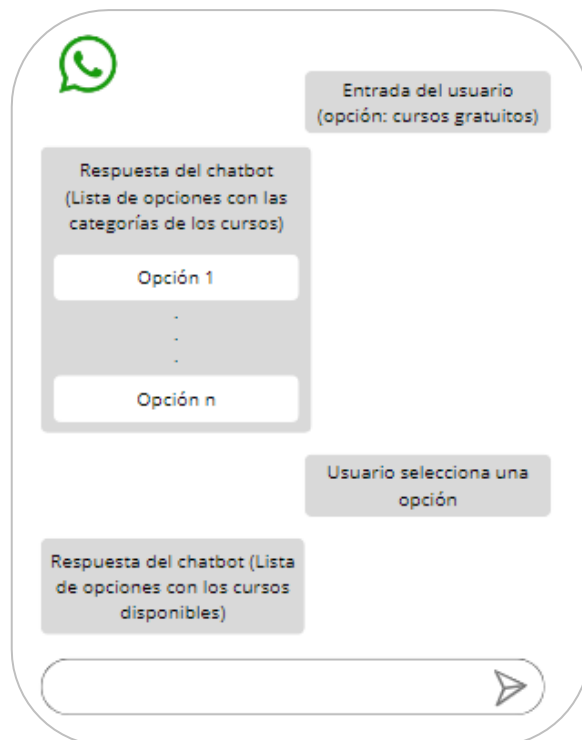 Entrada del usuario
(opción: cursos gratuitos)
Respuesta del chatbot
(Lista de opciones con las
categorías de los cursos)
Opción 1
.
.
.
Opción n
Usuario selecciona una
opción
Respuesta del chatbot (Lista
de opciones con los cursos
disponibles)